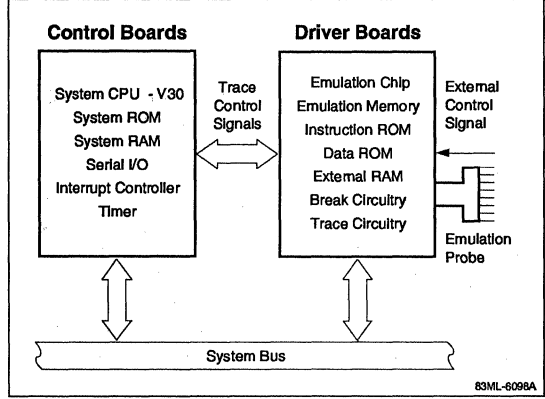 Control Boards
System CPU - V30
System ROM
System RAM
Serial I/O
Interrupt Controller
Timer
Trace
Control
Signals
Driver Boards
Emulation Chip
Emulation Memory
Instruction ROM
Data ROM
External RAM
Break Circuitry
Trace Circuitry
External
Control
Signal
Emulation
Probe
System Bus
83ML-6098A